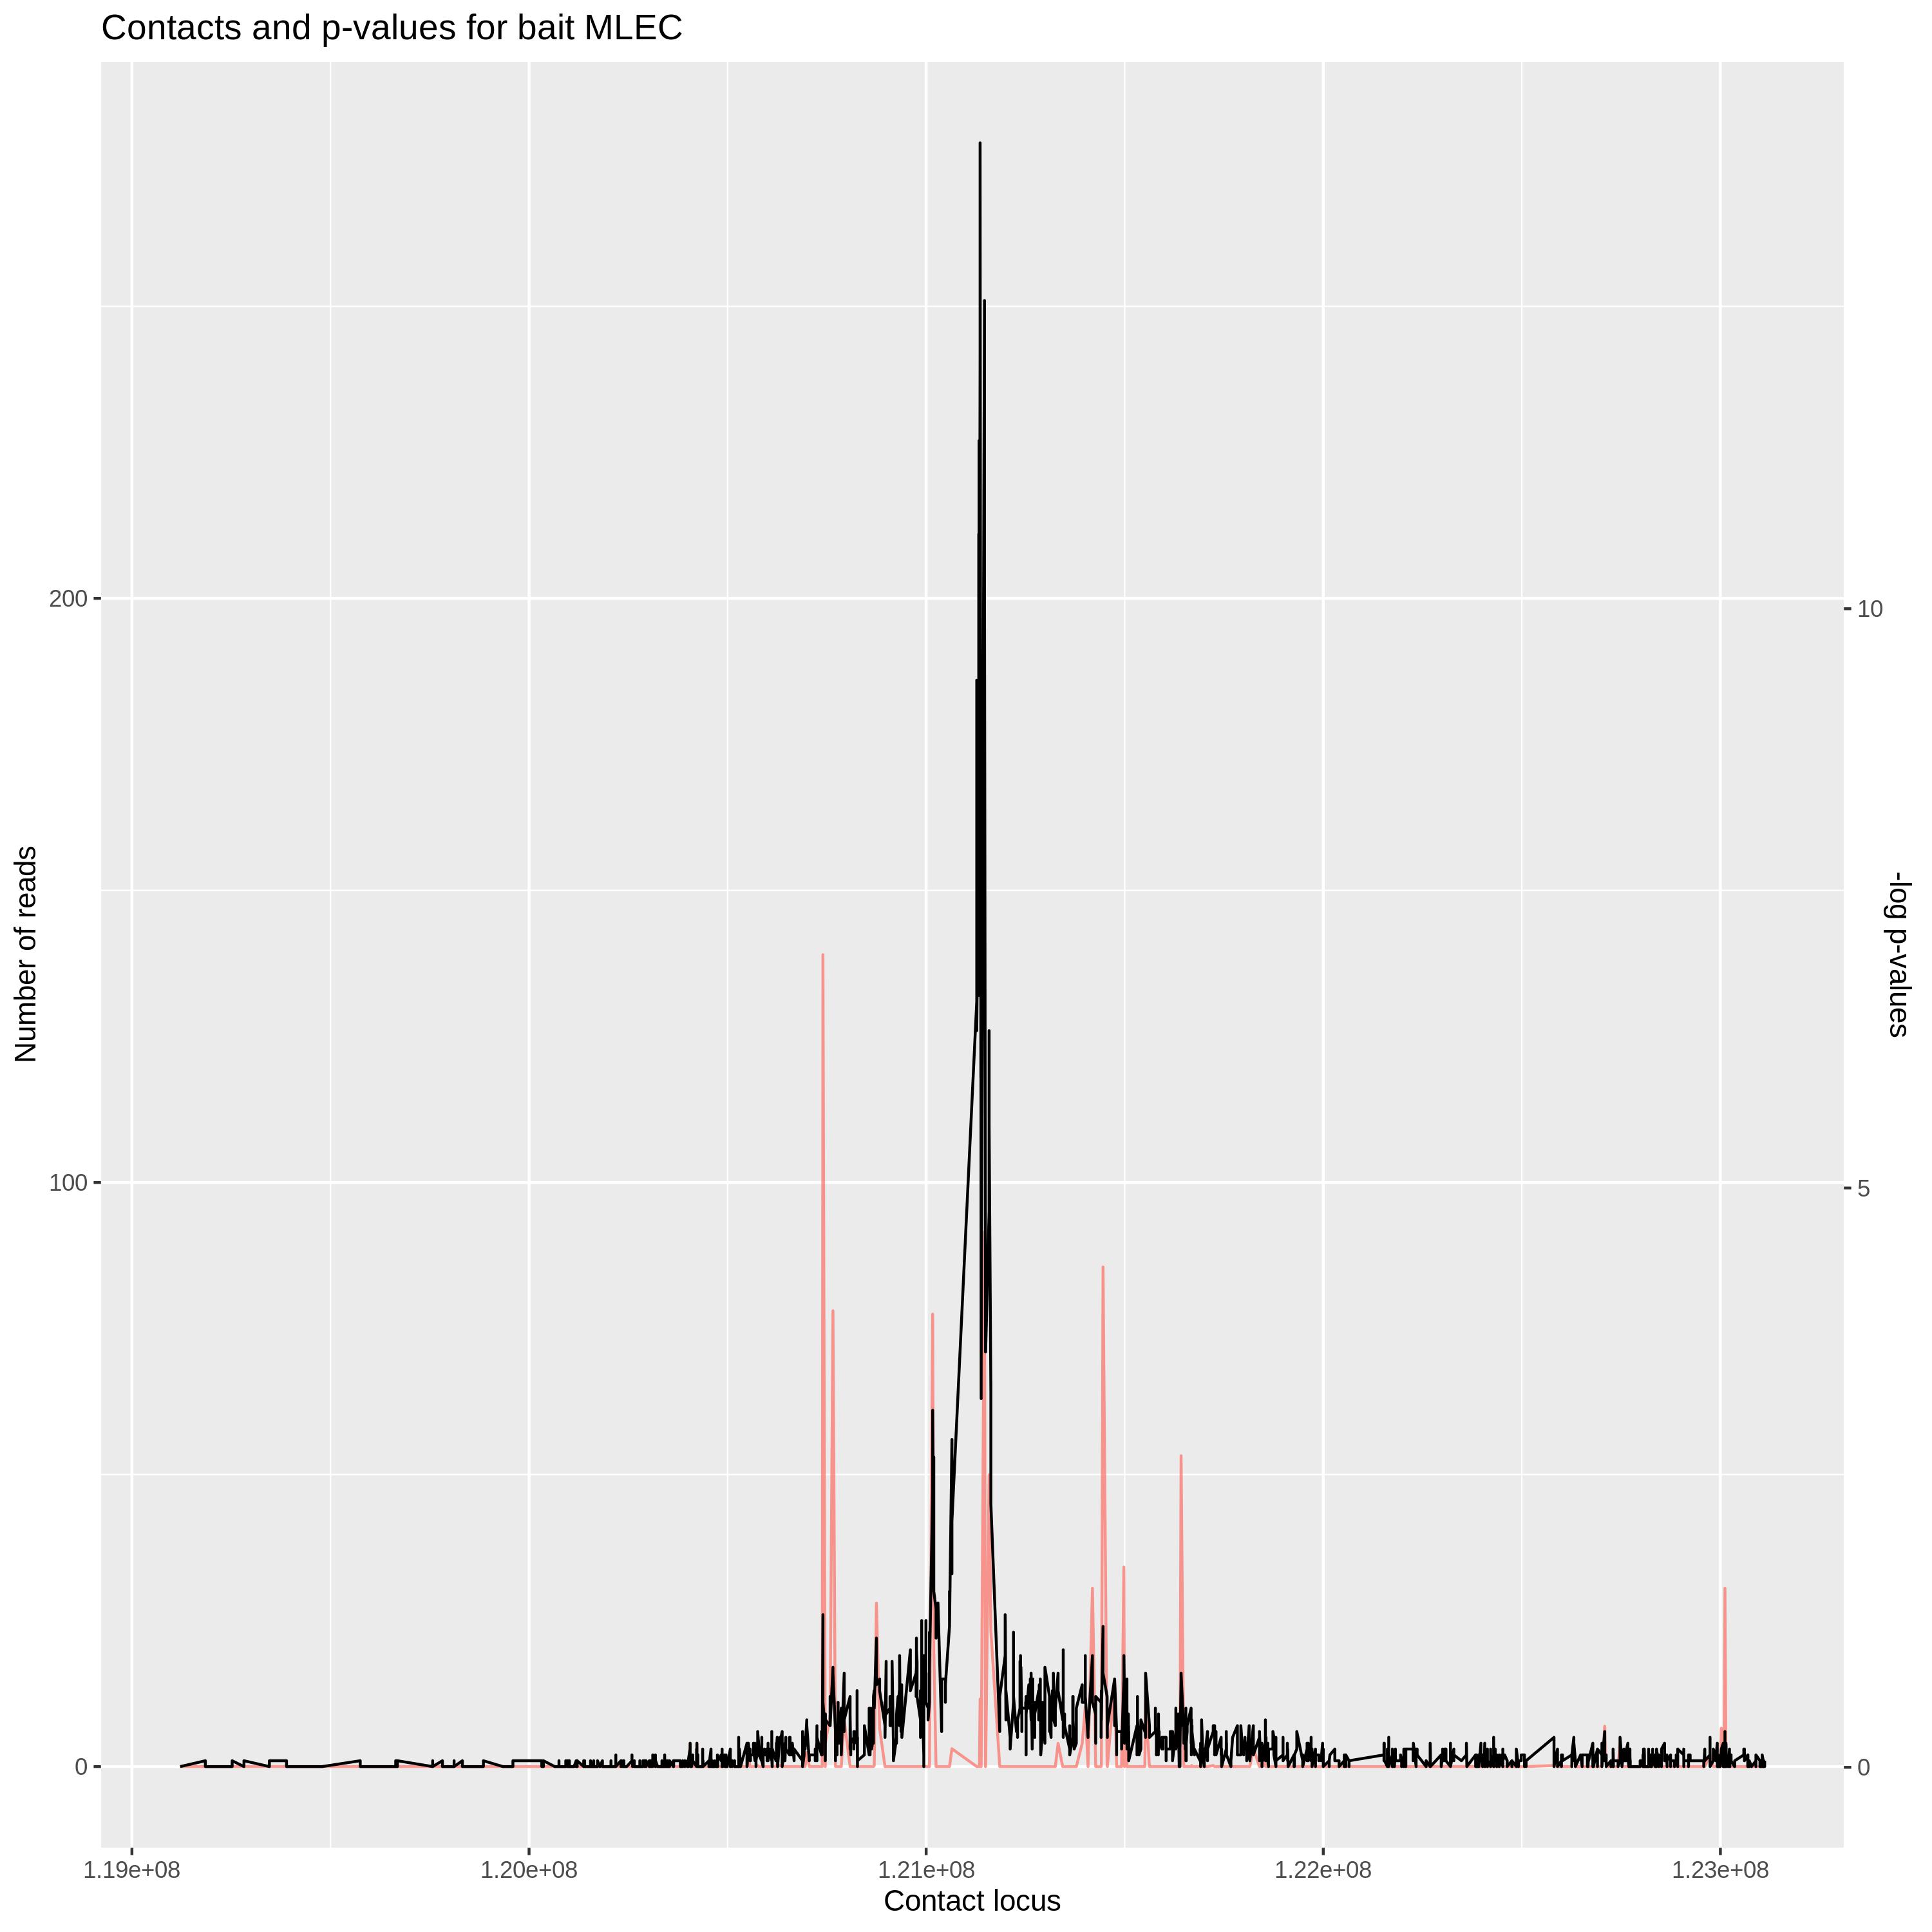 Contacts and p-values for bait MLEC
Number of reads
200
100
0
10
5
0
-log p-values
1.19e+08 1.20e+08 1.21e+08 1.22e+08 1.23e+08
Contact locus